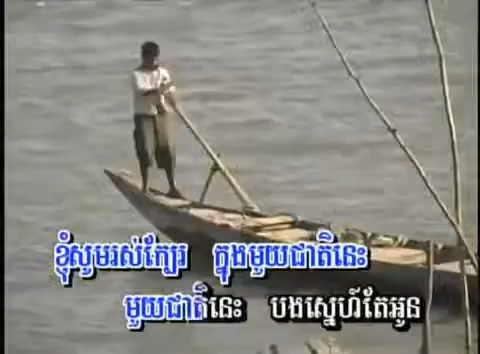 ខ្ញុំសូមរស់ក្បែរ ក្នុងមួយជាតិនេះ
មួយជាតិនេះ បងស្នេហ៍តែអូន